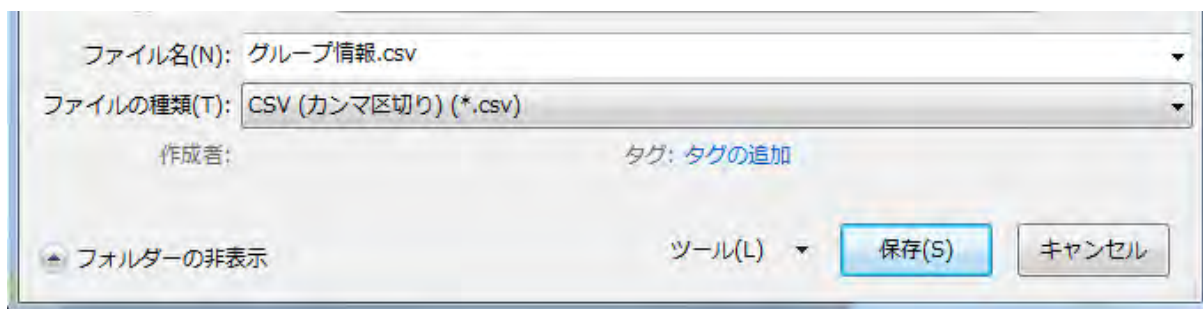 ファイル名(N): グループ情報.csv
ファイルの種類(T): CSV (カンマ区切り) (*.csv)
作成者: タグ: タグの追加
フォルダーの非表示 ツール(L) 保存(S) キャンセル